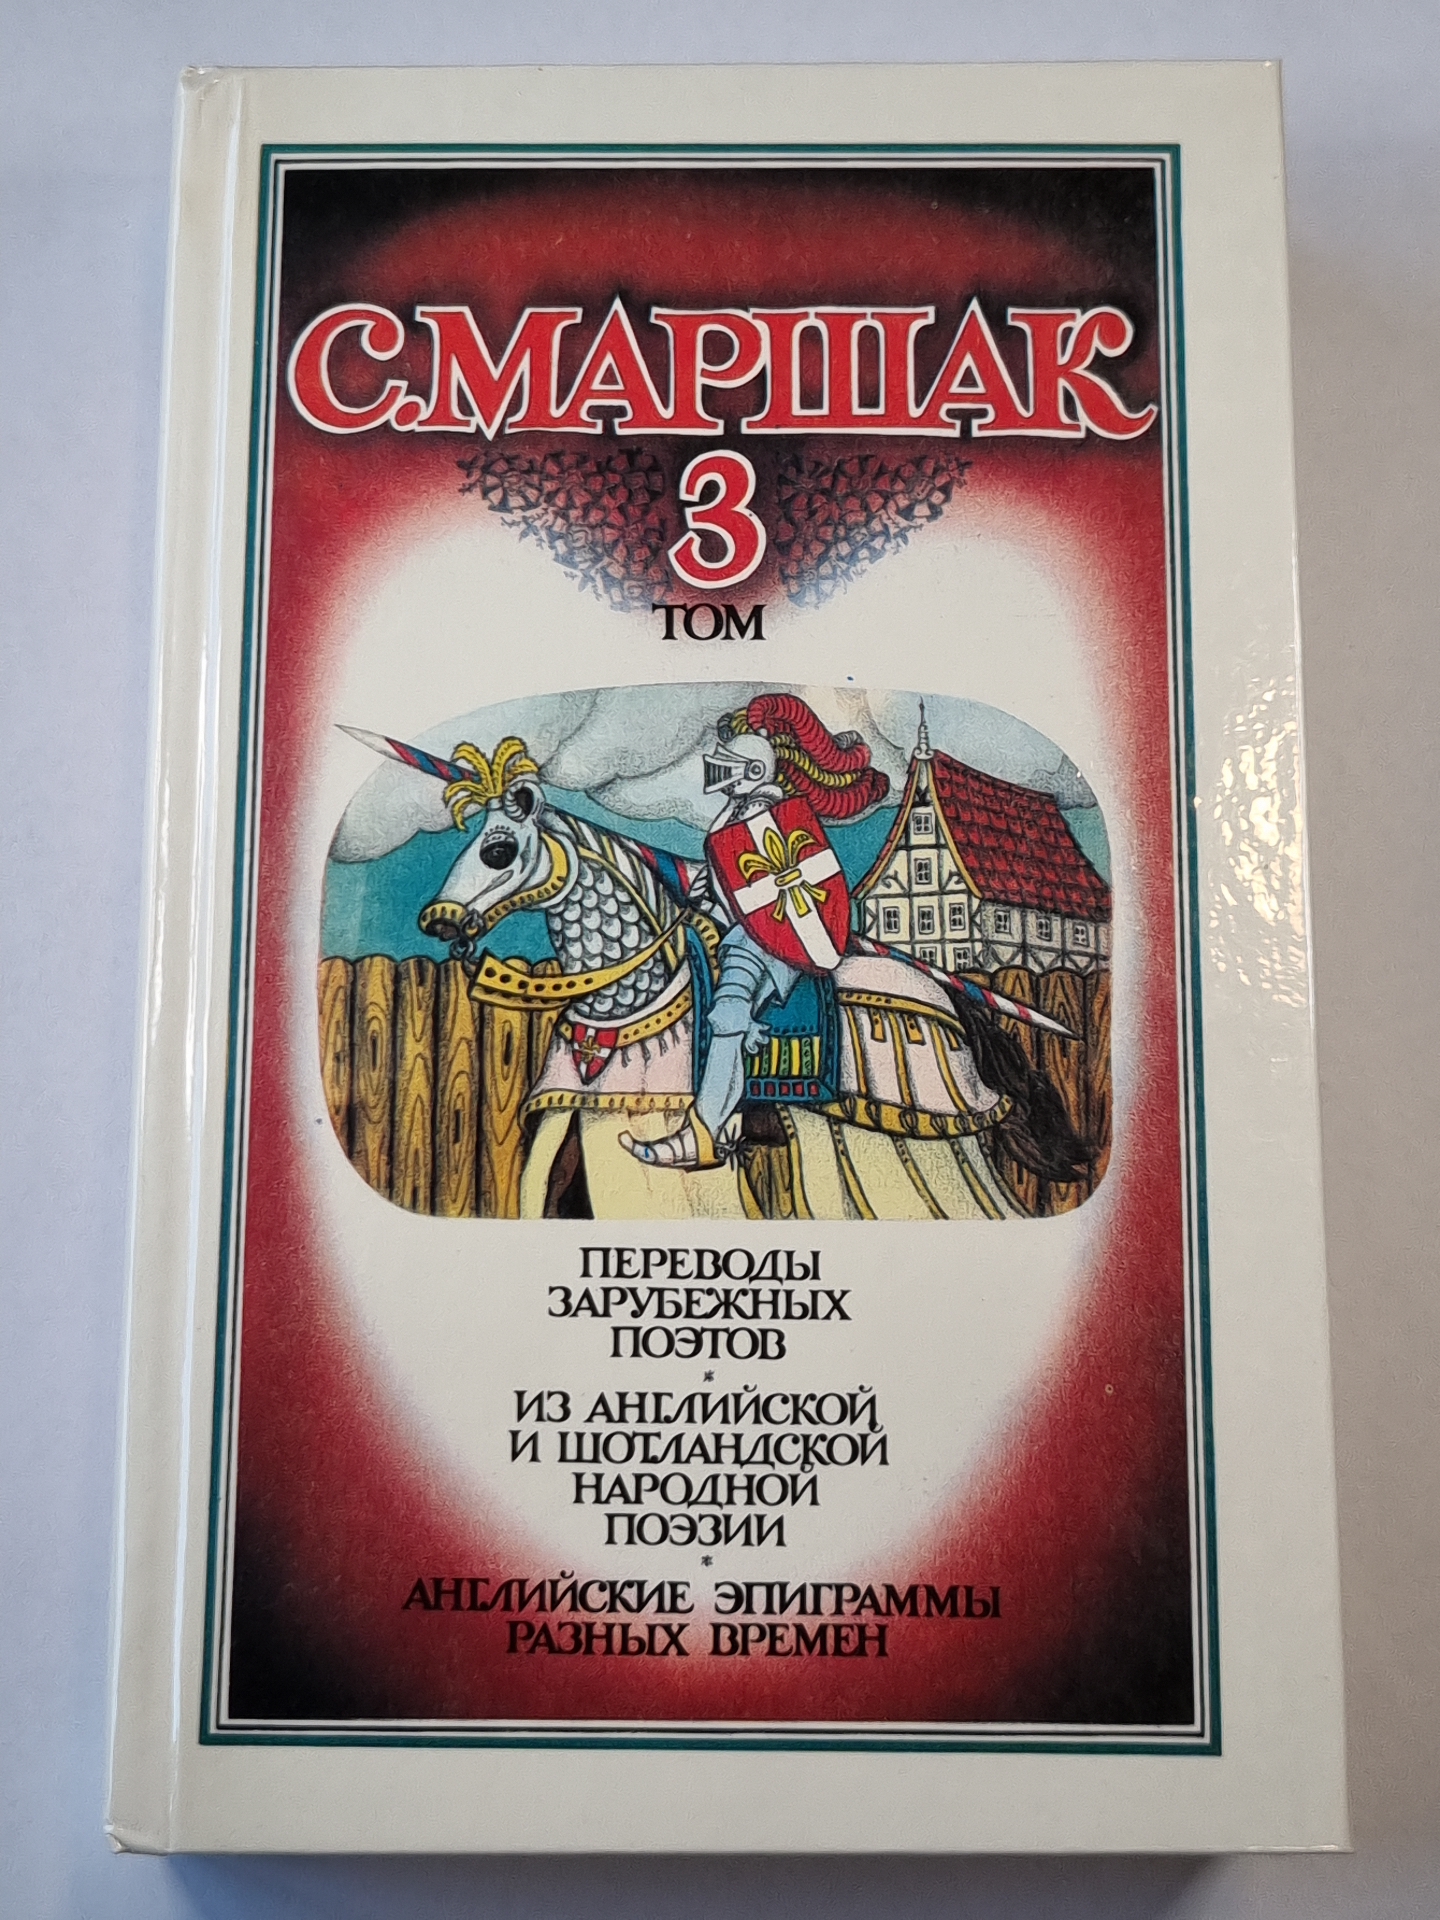 С.МАРШАК
3
ТОМ
ПЕРЕВОДЫ
ЗАРУБЕЖНЫХ
ПОЭТОВ
*
ИЗ АНГЛИЙСКОЙ
И ШОТЛАНДСКОЙ
НАРОДНОЙ
ПОЭЗИИ
*
АНГЛИЙСКИЕ ЭПИГРАММЫ
РАЗНЫХ ВРЕМЕН